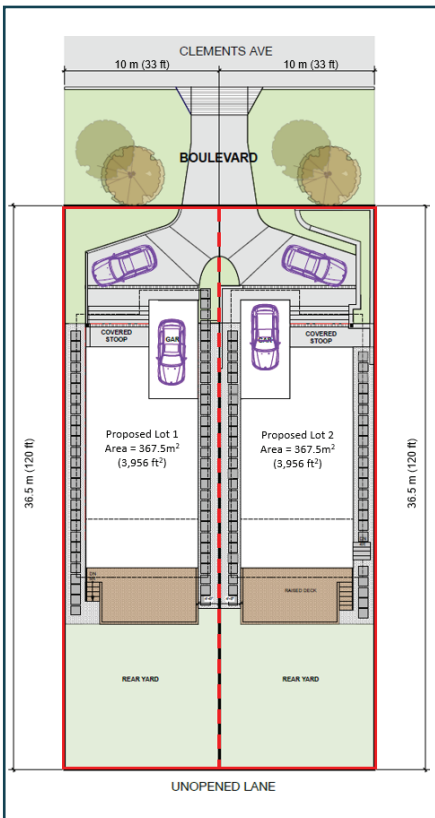 CLEMENTS AVE
10 m (33 ft) 10 m (33 ft)
BOULEVARD
COVERED
STOOP
GAR
GAR
COVERED
STOOP
Proposed Lot 1
Area = 367.5m²
(3,956 ft²)
Proposed Lot 2
Area = 367.5m²
(3,956 ft²)
36.5 m (120 ft)
36.5 m (120 ft)
DN
DN
RAISED DECK
REAR YARD
REAR YARD
UNOPENED LANE